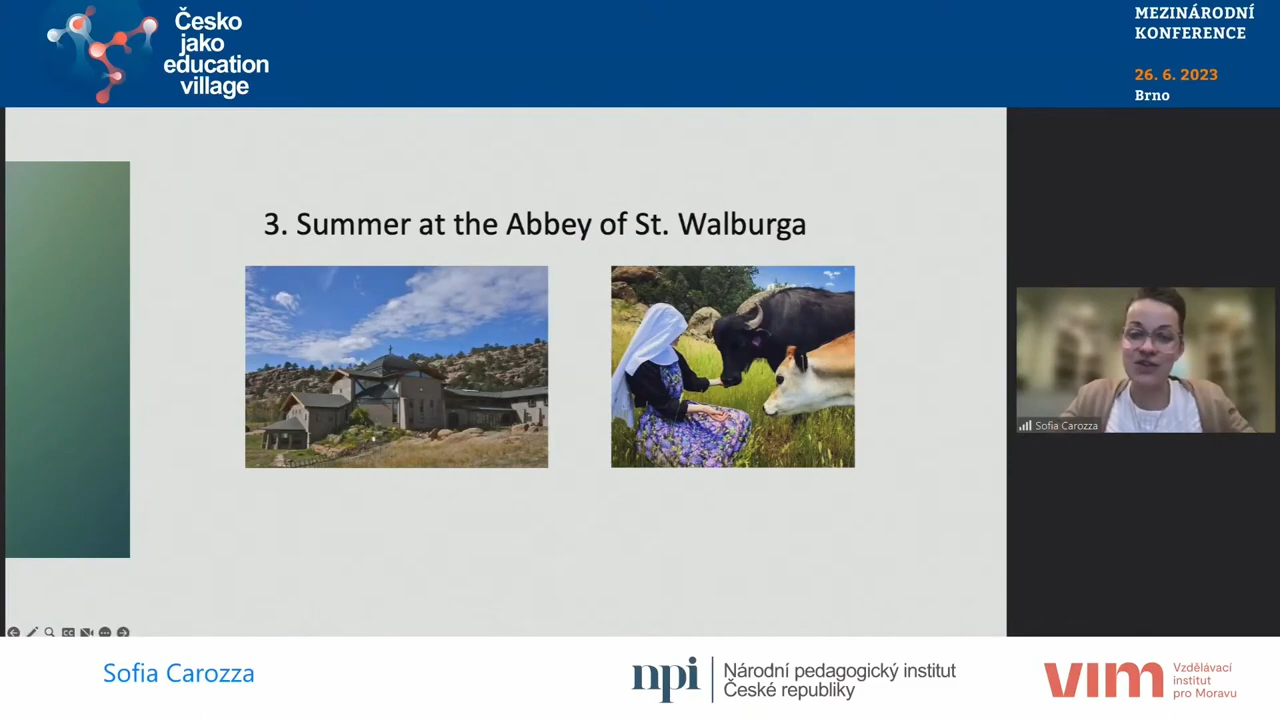 Česko
jako
education
village
MEZINÁRODNÍ
KONFERENCE
26. 6. 2023
Brno
3. Summer at the Abbey of St. Walburga
Sofia Carozza
CC
Sofia Carozza
npi
Národní pedagogický institut
České republiky
vim
Vzdělávací
institut
pro Moravu